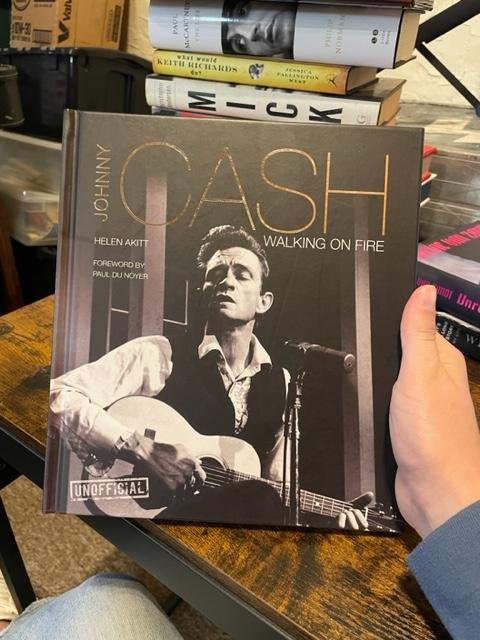 PAUL
McCARTNEY
PHILIP
NORMAN
what would
KEITH RICHARDS
do?
JESSICA
PALLINGTON
WEST
MICK
JOHNNY
CASH
HELEN AKITT
WALKING ON FIRE
FOREWORD BY
PAUL DU NOYER
UNOFFICIAL